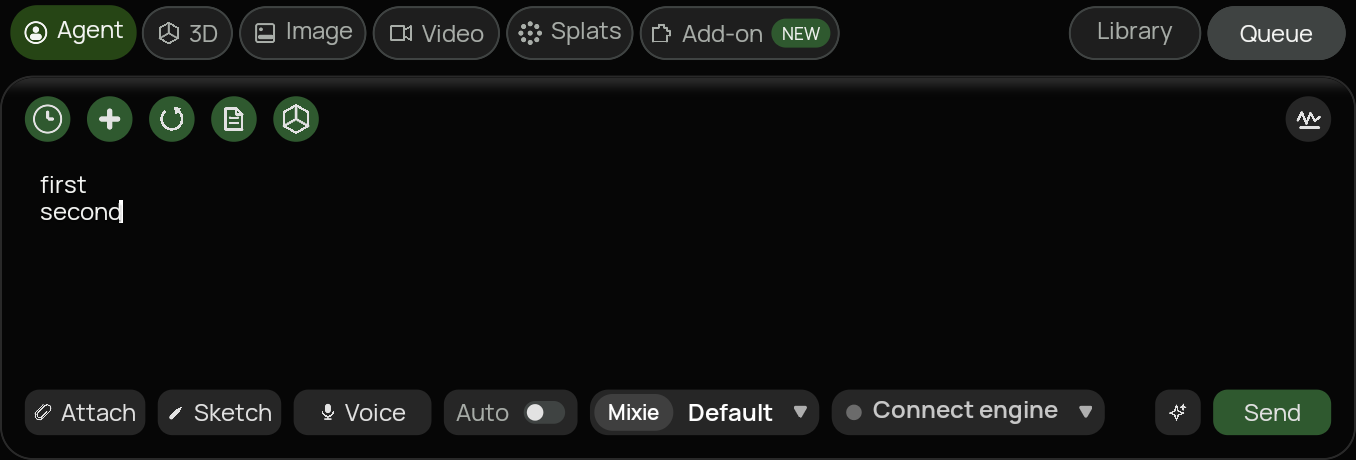 Agent 3D Image Video Splats Add-on NEW Library Queue
first
second
Attach Sketch Voice Auto Mixie Default Connect engine Send